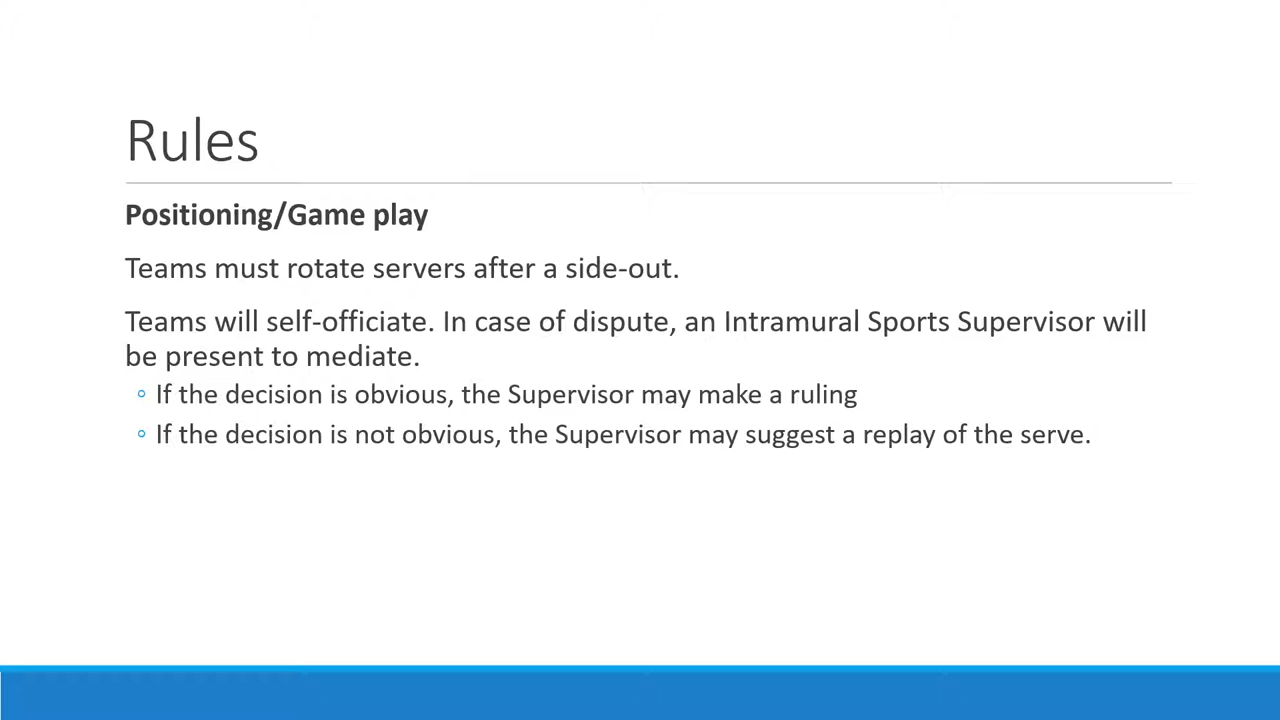 Rules
Positioning/Game play
Teams must rotate servers after a side-out.
Teams will self-officiate. In case of dispute, an Intramural Sports Supervisor will
be present to mediate.
◦ If the decision is obvious, the Supervisor may make a ruling
◦ If the decision is not obvious, the Supervisor may suggest a replay of the serve.